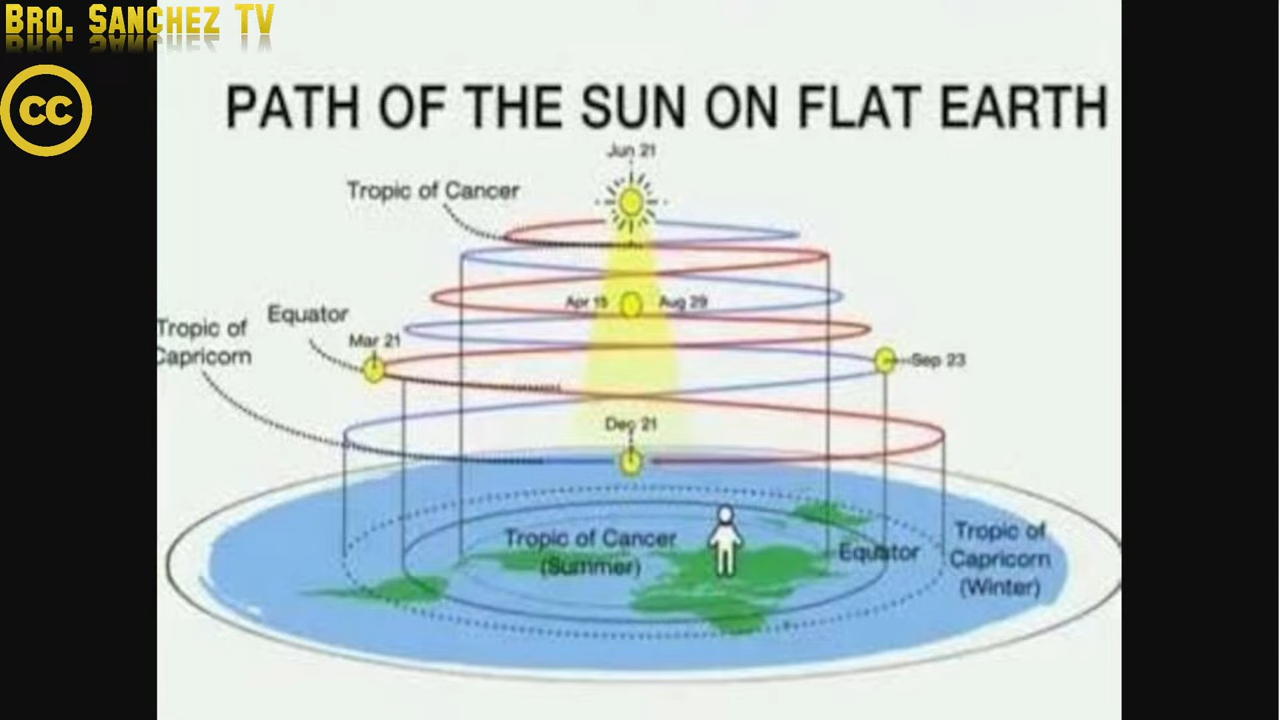 BRO. SANCHEZ TV
CC
PATH OF THE SUN ON FLAT EARTH
Jun 21
Tropic of Cancer
Apr 15
Aug 29
Equator
Tropic of
Capricorn
Mar 21
Sep 23
Dec 21
Tropic of Cancer
(Summer)
Equator
Tropic of
Capricorn
(Winter)